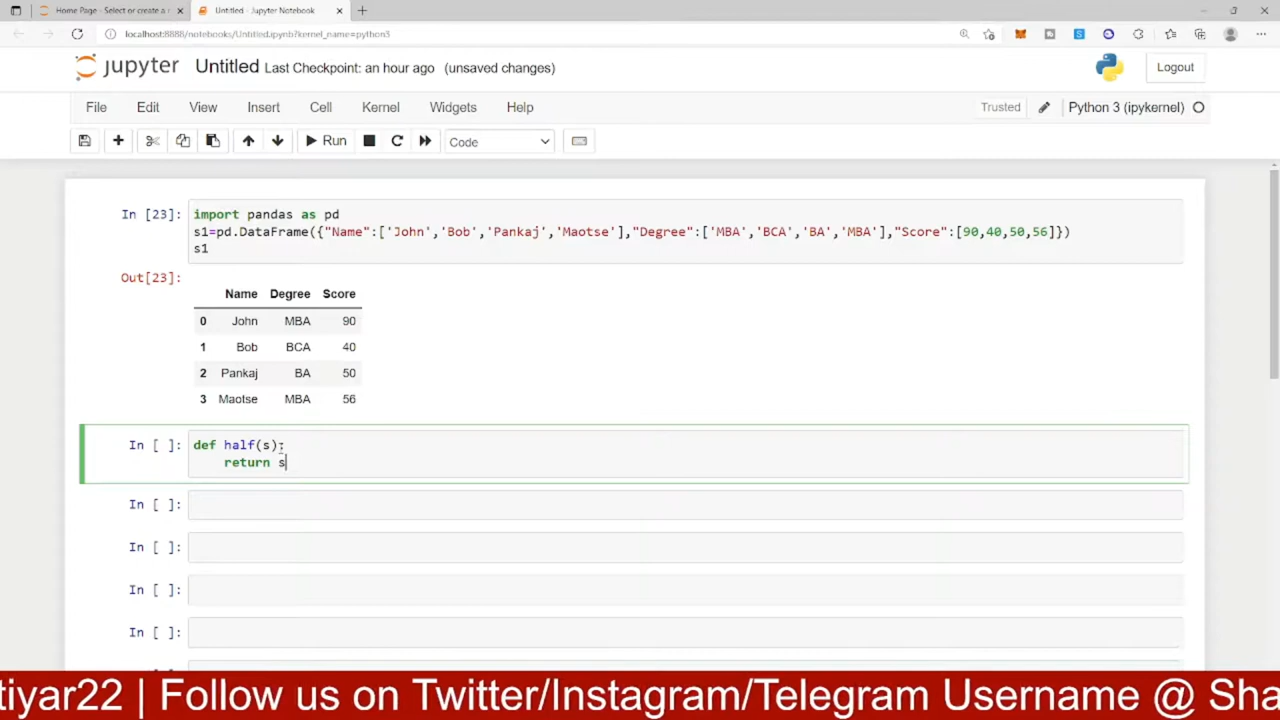 Home Page - Select or create a n
Untitled - Jupyter Notebook
localhost:8888/notebooks/Untitled.ipynb?kernel_name=python3
jupyter Untitled Last Checkpoint: an hour ago (unsaved changes)
Logout
File Edit View Insert Cell Kernel Widgets Help
Trusted
Python 3 (ipykernel)
Run
Code
In [23]: import pandas as pd
s1=pd.DataFrame({"Name":['John','Bob','Pankaj','Maotse'],"Degree":['MBA','BCA','BA','MBA'],"Score":[90,40,50,56]})
s1
Out[23]:
Name Degree Score
0 John MBA 90
1 Bob BCA 40
2 Pankaj BA 50
3 Maotse MBA 56
In [ ]: def half(s):
return s
In [ ]:
In [ ]:
In [ ]:
In [ ]:
tiyar22 | Follow us on Twitter/Instagram/Telegram Username @ Sha